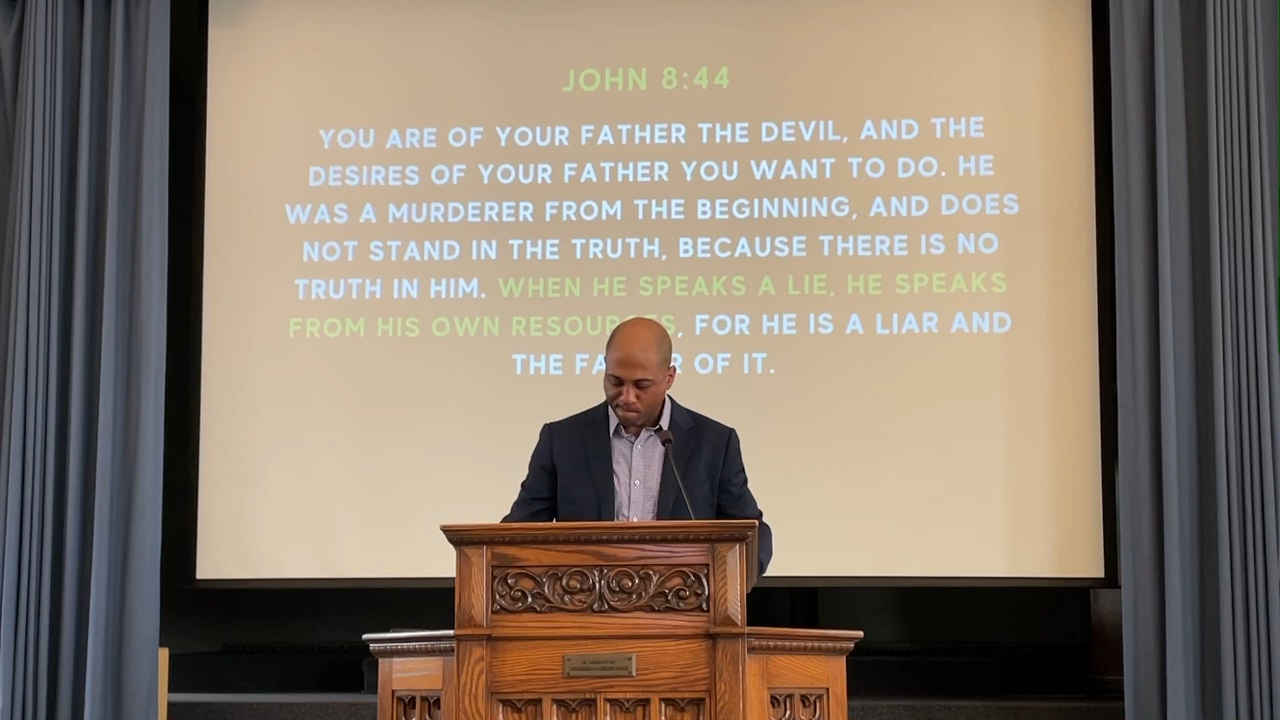 JOHN 8:44
YOU ARE OF YOUR FATHER THE DEVIL, AND THE
DESIRES OF YOUR FATHER YOU WANT TO DO. HE
WAS A MURDERER FROM THE BEGINNING, AND DOES
NOT STAND IN THE TRUTH, BECAUSE THERE IS NO
TRUTH IN HIM. WHEN HE SPEAKS A LIE, HE SPEAKS
FROM HIS OWN RESOURCES, FOR HE IS A LIAR AND
THE FATHER OF IT.